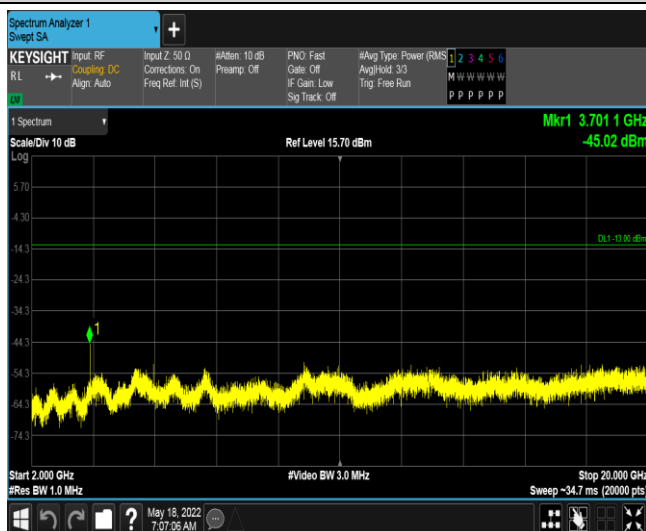 Spectrum Analyzer 1
Swept SA
+
KEYSIGHT
RL
LXI
Input: RF
Coupling: DC
Align: Auto
Input Z: 50 Ω
Corrections: On
Freq Ref: Int (S)
#Atten: 10 dB
Preamp: Off
PNO: Fast
Gate: Off
IF Gain: Low
Sig Track: Off
#Avg Type: Power (RMS
Avg|Hold: 3/3
Trig: Free Run
1 2 3 4 5 6
M W W W W W
P P P P P P
1 Spectrum
Mkr1 3.701 1 GHz
Scale/Div 10 dB
Ref Level 15.70 dBm
-45.02 dBm
Log
5.70
-4.30
DL1 -13.00 dBm
-14.3
-24.3
-34.3
1
-44.3
-54.3
-64.3
-74.3
Start 2.000 GHz
#Video BW 3.0 MHz
Stop 20.000 GHz
#Res BW 1.0 MHz
Sweep ~34.7 ms (20000 pts)
?
May 18, 2022
7:07:06 AM